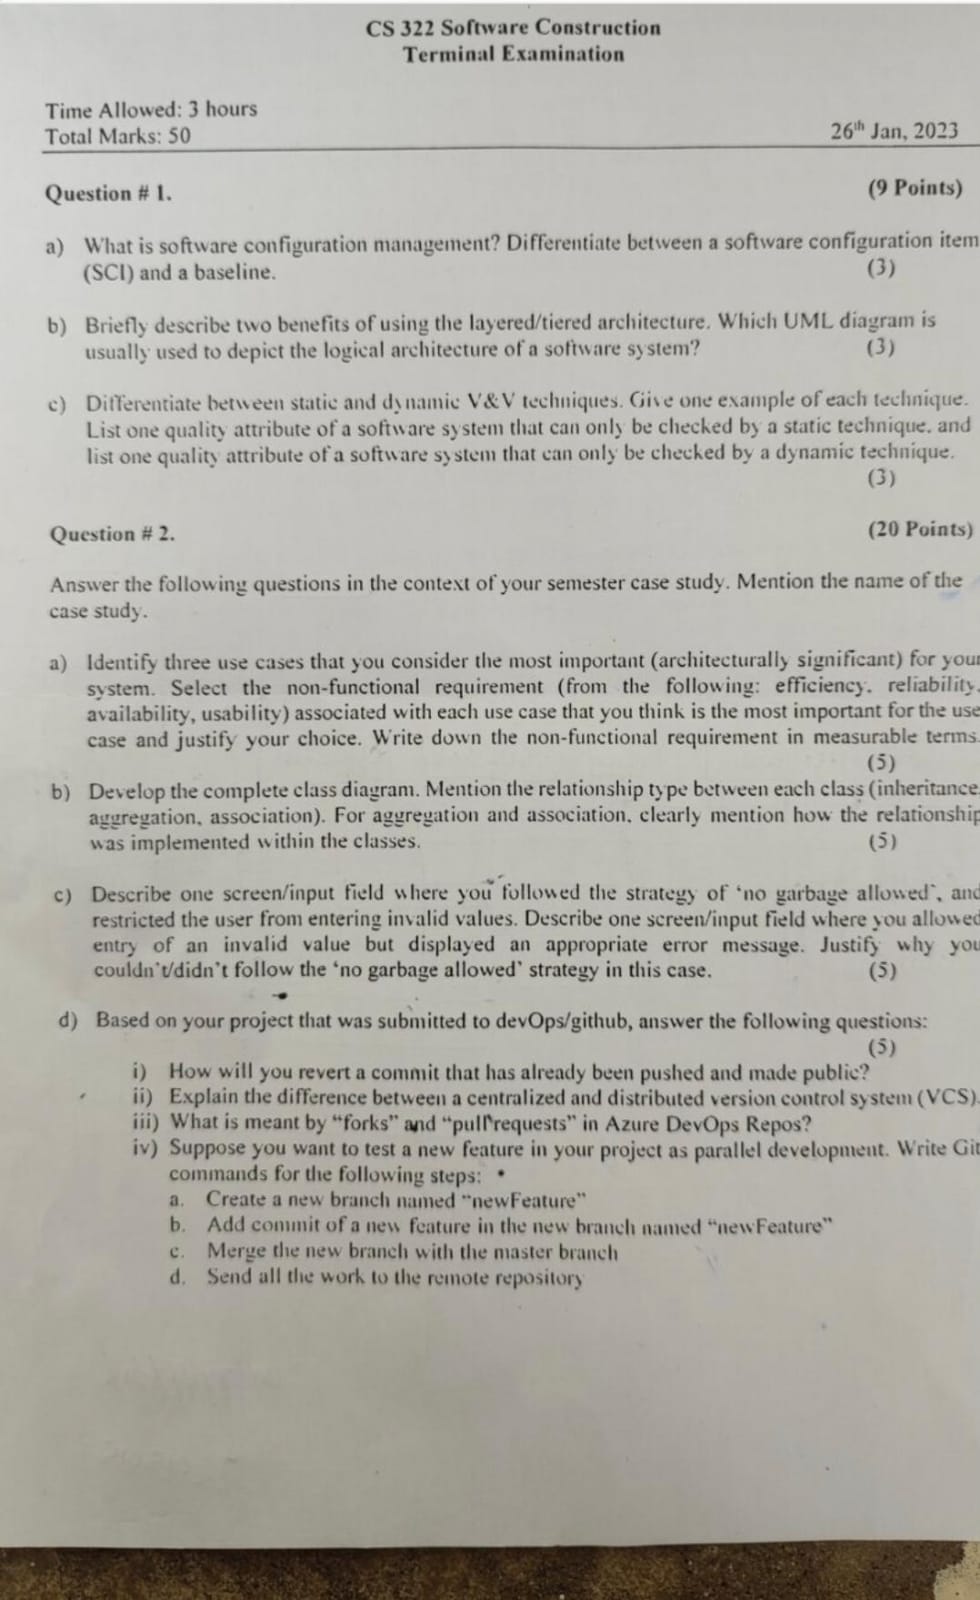 CS 322 Software Construction
Terminal Examination
Time Allowed: 3 hours
Total Marks: 50
26th Jan, 2023
Question # 1.
(9 Points)
a) What is software configuration management? Differentiate between a software configuration item
(SCI) and a baseline.
(3)
b) Briefly describe two benefits of using the layered/tiered architecture. Which UML diagram is
usually used to depict the logical architecture of a software system?
(3)
c) Differentiate between static and dynamic V&V techniques. Give one example of each technique.
List one quality attribute of a software system that can only be checked by a static technique, and
list one quality attribute of a software system that can only be checked by a dynamic technique.
(3)
Question # 2.
(20 Points)
Answer the following questions in the context of your semester case study. Mention the name of the
case study.
a) Identify three use cases that you consider the most important (architecturally significant) for your
system. Select the non-functional requirement (from the following: efficiency, reliability,
availability, usability) associated with each use case that you think is the most important for the use
case and justify your choice. Write down the non-functional requirement in measurable terms.
(5)
b) Develop the complete class diagram. Mention the relationship type between each class (inheritance,
aggregation, association). For aggregation and association, clearly mention how the relationship
was implemented within the classes.
(5)
c) Describe one screen/input field where you followed the strategy of 'no garbage allowed', and
restricted the user from entering invalid values. Describe one screen/input field where you allowed
entry of an invalid value but displayed an appropriate error message. Justify why you
couldn't/didn't follow the 'no garbage allowed' strategy in this case.
(5)
d) Based on your project that was submitted to devOps/github, answer the following questions:
(5)
i) How will you revert a commit that has already been pushed and made public?
ii) Explain the difference between a centralized and distributed version control system (VCS).
iii) What is meant by "forks" and "pull requests" in Azure DevOps Repos?
iv) Suppose you want to test a new feature in your project as parallel development. Write Git
commands for the following steps:
a. Create a new branch named "newFeature"
b. Add commit of a new feature in the new branch named "newFeature"
c. Merge the new branch with the master branch
d. Send all the work to the remote repository